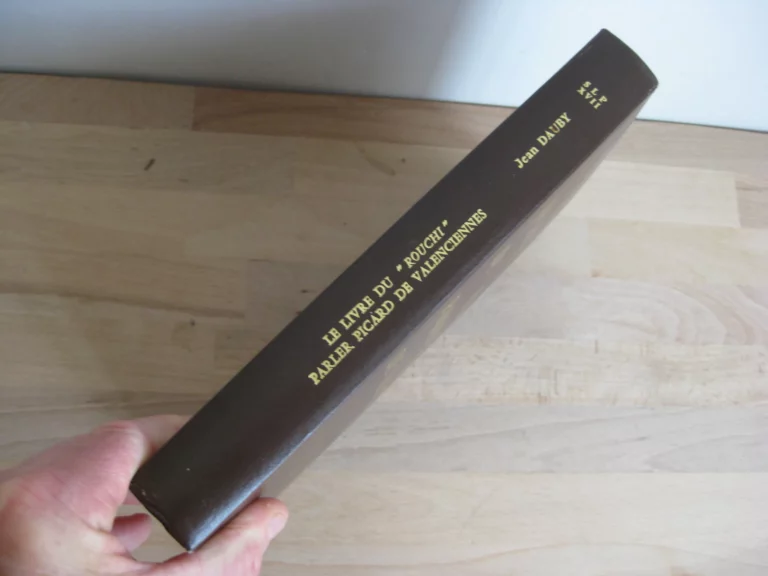 LE LIVRE DU " ROUCHI "
PARLER PICARD DE VALENCIENNES
Jean DAUBY
S L P
XVII